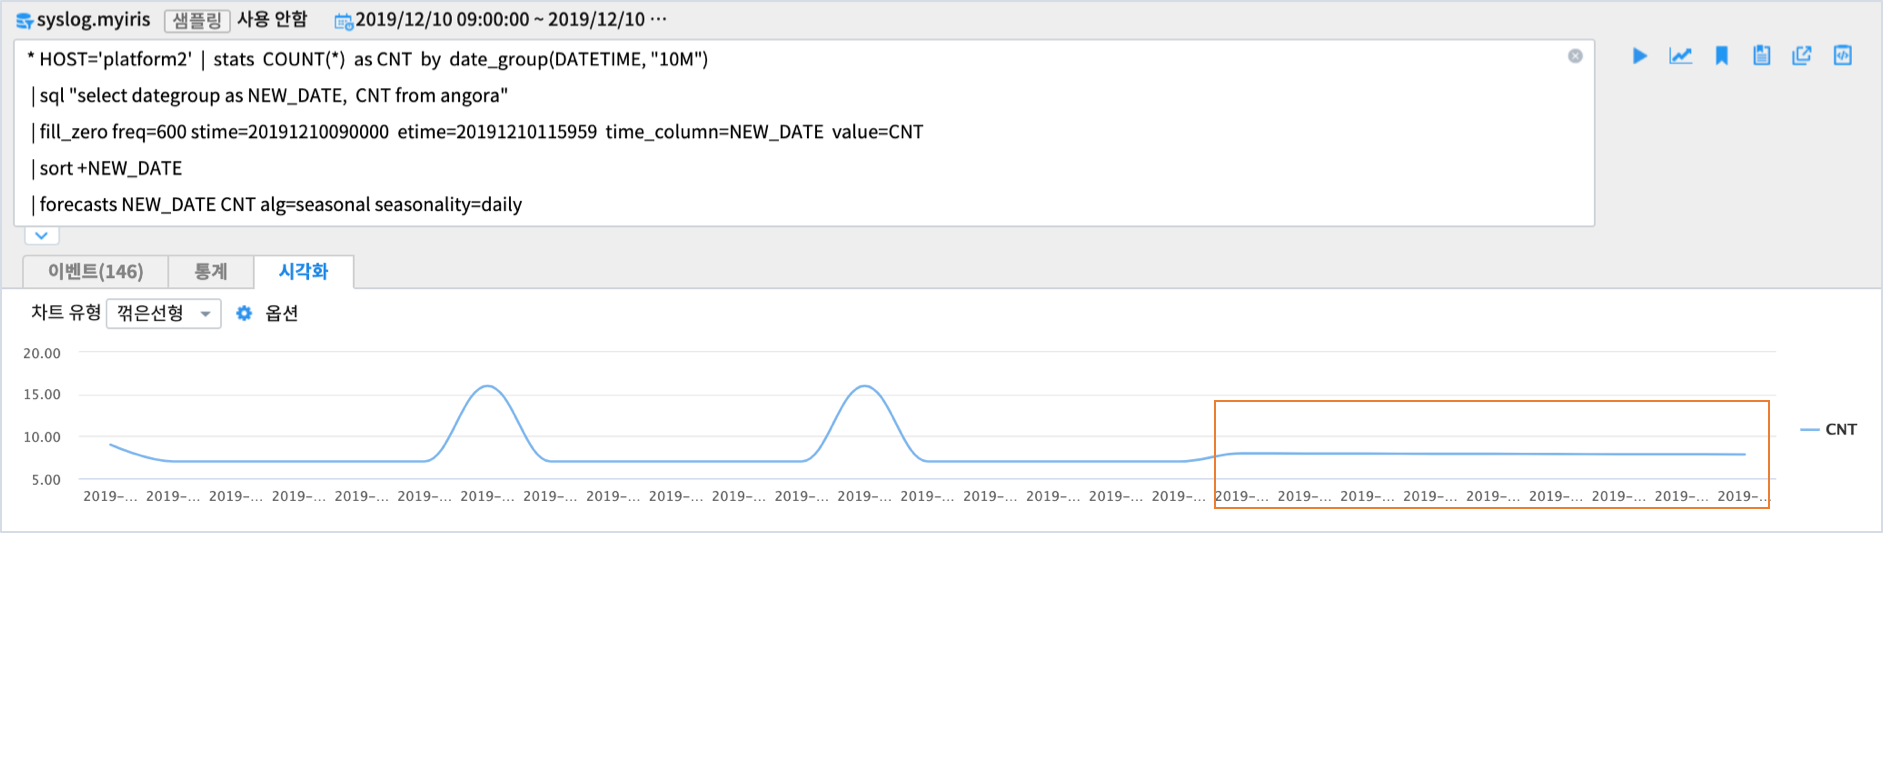 syslog.myiris 샘플링 사용 안함 2019/12/10 09:00:00 ~ 2019/12/10 ···
* HOST='platform2' | stats COUNT(*) as CNT by date_group(DATETIME, "10M")
| sql "select dategroup as NEW_DATE, CNT from angora"
| fill_zero freq=600 stime=20191210090000 etime=20191210115959 time_column=NEW_DATE value=CNT
| sort +NEW_DATE
| forecasts NEW_DATE CNT alg=seasonal seasonality=daily
이벤트(146) 통계 시각화
차트 유형 꺾은선형 옵션
20.00
15.00
10.00
5.00
CNT
2019-... 2019-... 2019-... 2019-... 2019-... 2019-... 2019-... 2019-... 2019-... 2019-... 2019-... 2019-... 2019-... 2019-... 2019-... 2019-... 2019-... 2019-... 2019-... 2019-... 2019-... 2019-... 2019-... 2019-... 2019-... 2019-... 2019-...